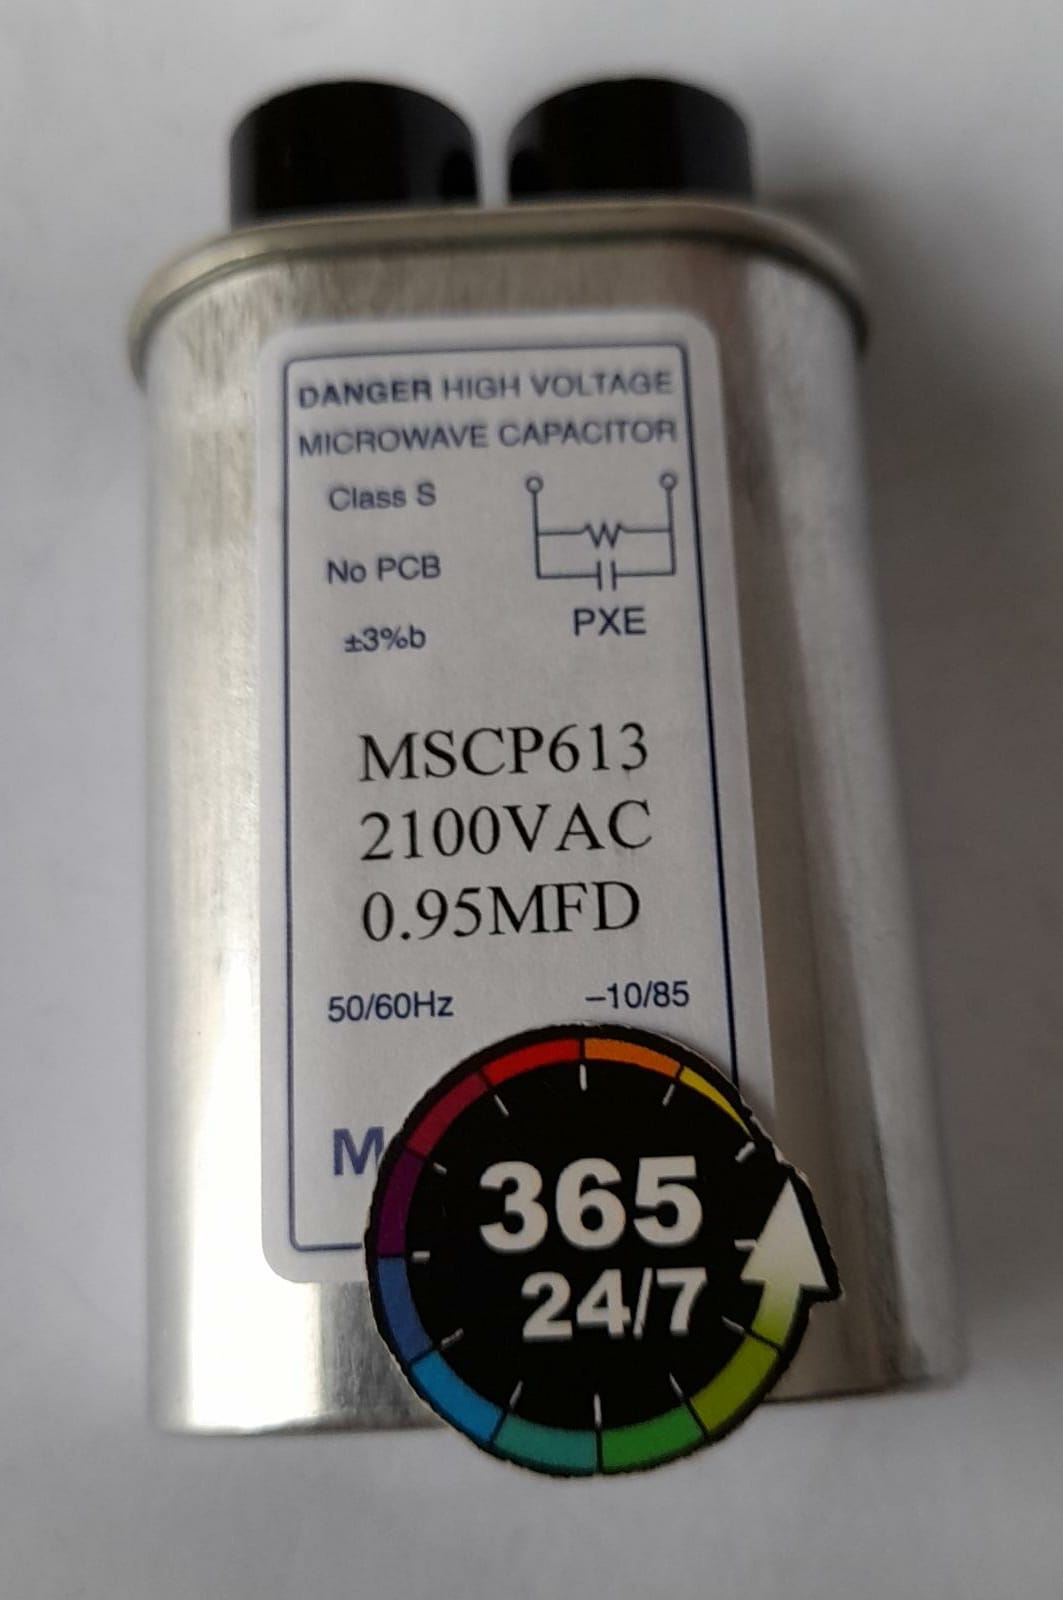 DANGER HIGH VOLTAGE
MICROWAVE CAPACITOR
Class S
No PCB
±3%b
PXE
MSCP613
2100VAC
0.95MFD
50/60Hz –10/85
M
365
24/7